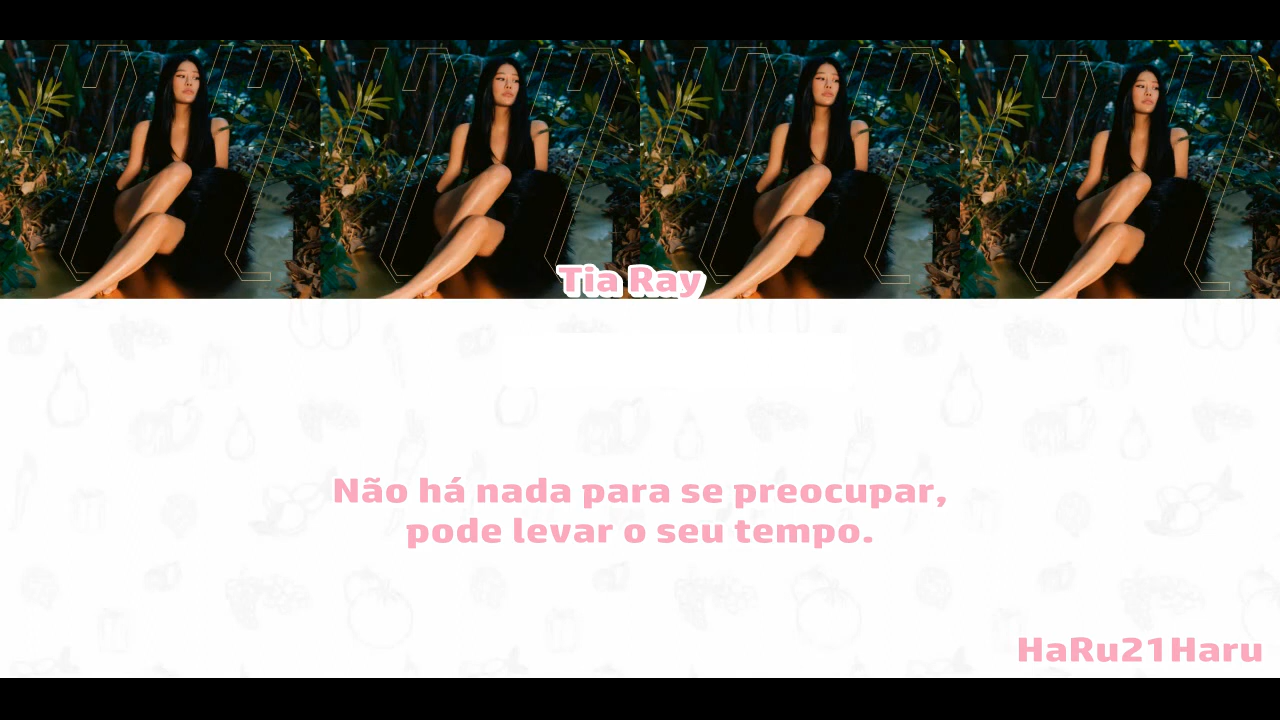 Tia Ray
Não há nada para se preocupar,
pode levar o seu tempo.
HaRu21Haru